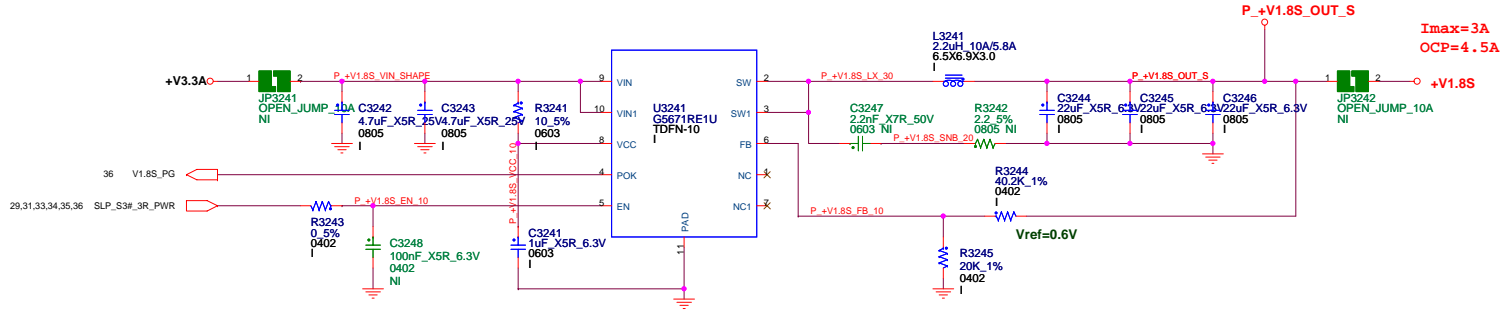 P_+V1.8S_OUT_S
Imax=3A
OCP=4.5A
L3241
2.2uH_10A/5.8A
6.5X6.9X3.0
+V3.3A
1
2
P_+V1.8S_VIN_SHAPE
JP3241
OPEN_JUMP_10A
NI
C3242
4.7uF_X5R_25V
0805
I
C3243
4.7uF_X5R_25V
0805
I
R3241
10_5%
0603
I
P_+V1.8S_VCC_10
9
VIN
10
VIN1
8
VCC
4
POK
5
EN
U3241
G5671RE1U
TDFN-10
I
SW
2
SW1
3
FB
6
NC
1
NC1
7
PAD
11
P_+V1.8S_LX_30
P_+V1.8S_OUT_S
C3247
2.2nF_X7R_50V
0603 NI
P_+V1.8S_SNB_20
R3242
2.2_5%
0805 NI
C3244
22uF_X5R_6.3V
0805
I
C3245
22uF_X5R_6.3V
0805
I
C3246
22uF_X5R_6.3V
0805
I
1
2
+V1.8S
JP3242
OPEN_JUMP_10A
NI
36 V1.8S_PG
29,31,33,34,35,36 SLP_S3#_3R_PWR
P_+V1.8S_EN_10
R3243
0_5%
0402
I
C3248
100nF_X5R_6.3V
0402
NI
C3241
1uF_X5R_6.3V
0603
I
P_+V1.8S_FB_10
R3244
40.2K_1%
0402
I
Vref=0.6V
R3245
20K_1%
0402
I